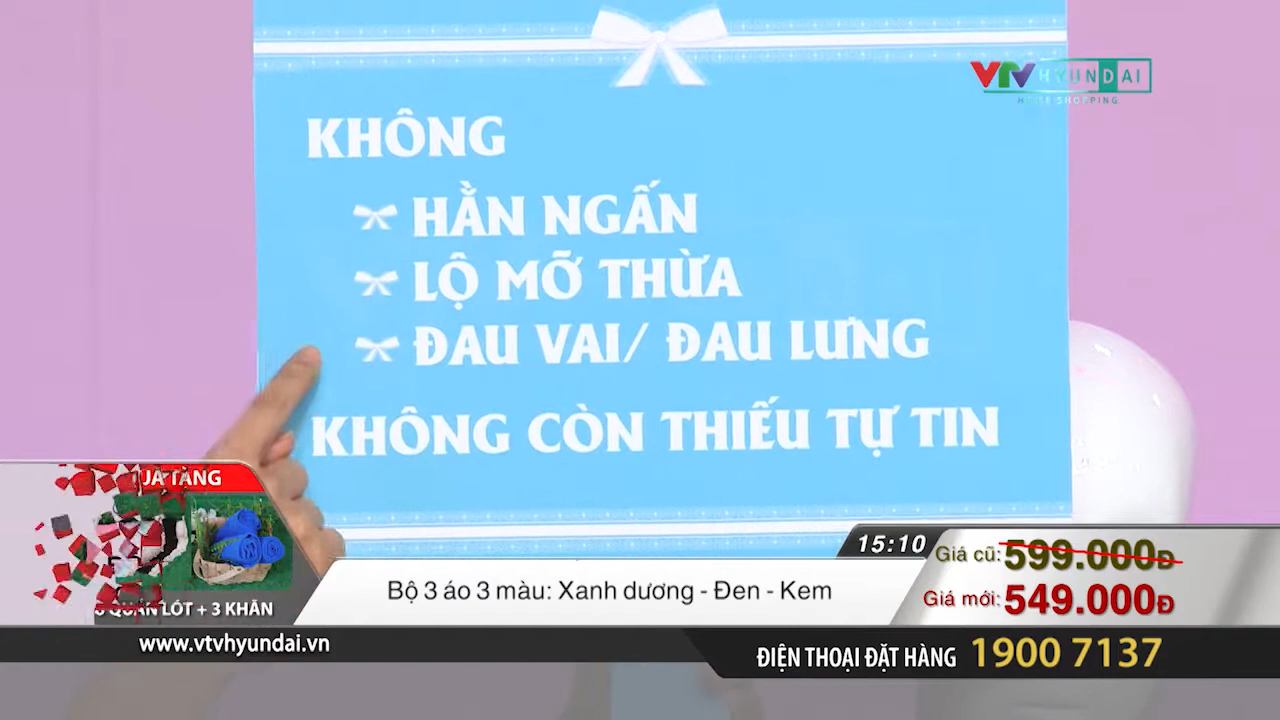 VTV HYUNDAI
HOME SHOPPING
KHÔNG
HẰN NGẤN
LỘ MỠ THỪA
ĐAU VAI/ ĐAU LƯNG
KHÔNG CÒN THIẾU TỰ TIN
TẶNG
QUẦN LÓT + 3 KHĂN
15:10
Bộ 3 áo 3 màu: Xanh dương - Đen - Kem
Giá cũ: 599.000Đ
Giá mới: 549.000Đ
www.vtvhyundai.vn
ĐIỆN THOẠI ĐẶT HÀNG 1900 7137